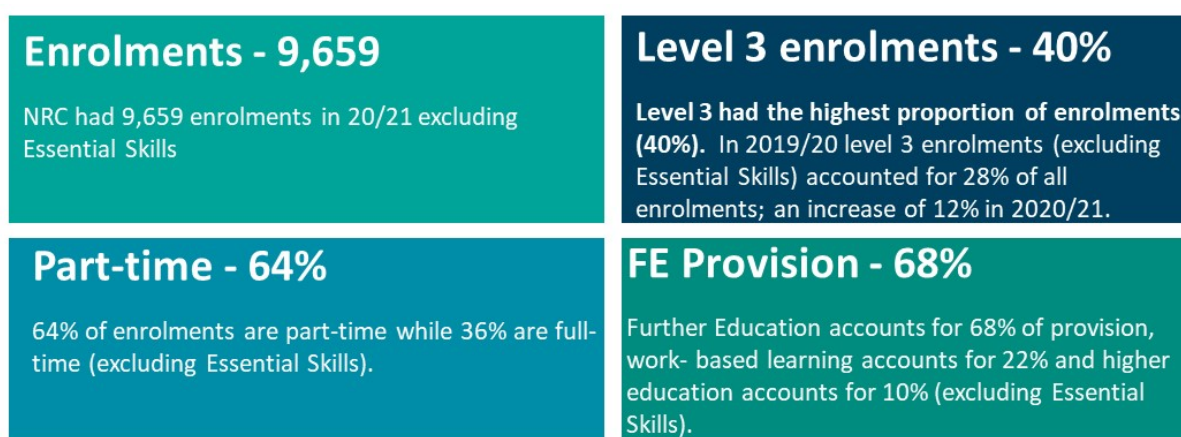 Enrolments - 9,659
NRC had 9,659 enrolments in 20/21 excluding
Essential Skills
Level 3 enrolments - 40%
Level 3 had the highest proportion of enrolments
(40%). In 2019/20 level 3 enrolments (excluding
Essential Skills) accounted for 28% of all
enrolments; an increase of 12% in 2020/21.
Part-time - 64%
64% of enrolments are part-time while 36% are full-
time (excluding Essential Skills).
FE Provision - 68%
Further Education accounts for 68% of provision,
work- based learning accounts for 22% and higher
education accounts for 10% (excluding Essential
Skills).